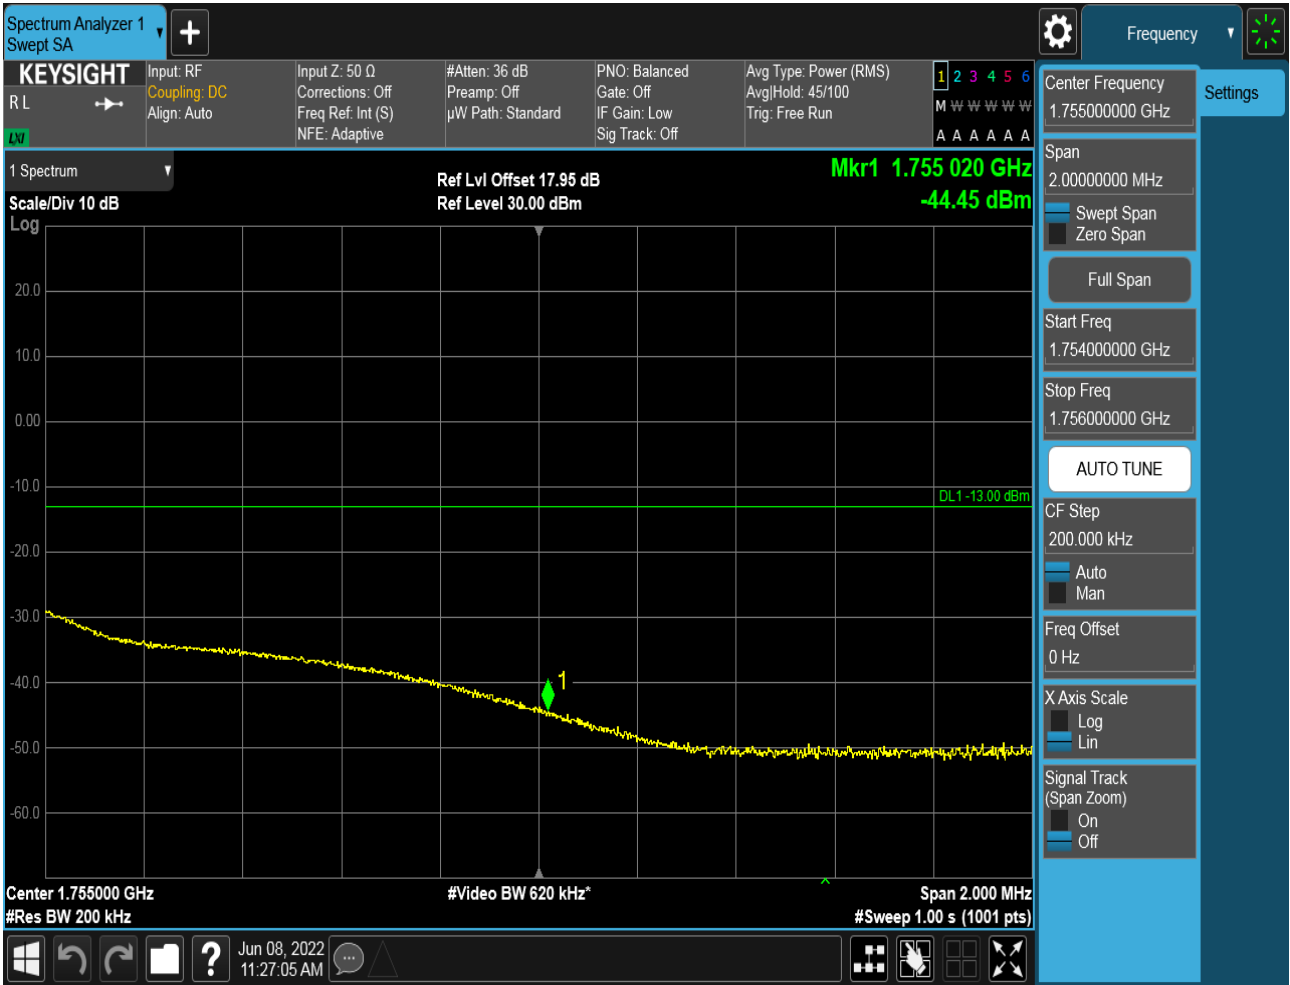 Spectrum Analyzer 1
Swept SA
Frequency
KEYSIGHT
R L
LXI
Input: RF
Coupling: DC
Align: Auto
Input Z: 50 Ω
Corrections: Off
Freq Ref: Int (S)
NFE: Adaptive
#Atten: 36 dB
Preamp: Off
µW Path: Standard
PNO: Balanced
Gate: Off
IF Gain: Low
Sig Track: Off
Avg Type: Power (RMS)
Avg|Hold: 45/100
Trig: Free Run
1 2 3 4 5 6
M W W W W W
A A A A A A
1 Spectrum
Scale/Div 10 dB
Log
Ref Lvl Offset 17.95 dB
Ref Level 30.00 dBm
Mkr1 1.755 020 GHz
-44.45 dBm
20.0
10.0
0.00
-10.0
DL1 -13.00 dBm
-20.0
-30.0
-40.0
1
-50.0
-60.0
Center 1.755000 GHz
#Video BW 620 kHz*
Span 2.000 MHz
#Res BW 200 kHz
#Sweep 1.00 s (1001 pts)
Jun 08, 2022
11:27:05 AM
?
Center Frequency
1.755000000 GHz
Span
2.00000000 MHz
Swept Span
Zero Span
Full Span
Start Freq
1.754000000 GHz
Stop Freq
1.756000000 GHz
AUTO TUNE
CF Step
200.000 kHz
Auto
Man
Freq Offset
0 Hz
X Axis Scale
Log
Lin
Signal Track
(Span Zoom)
On
Off
Settings